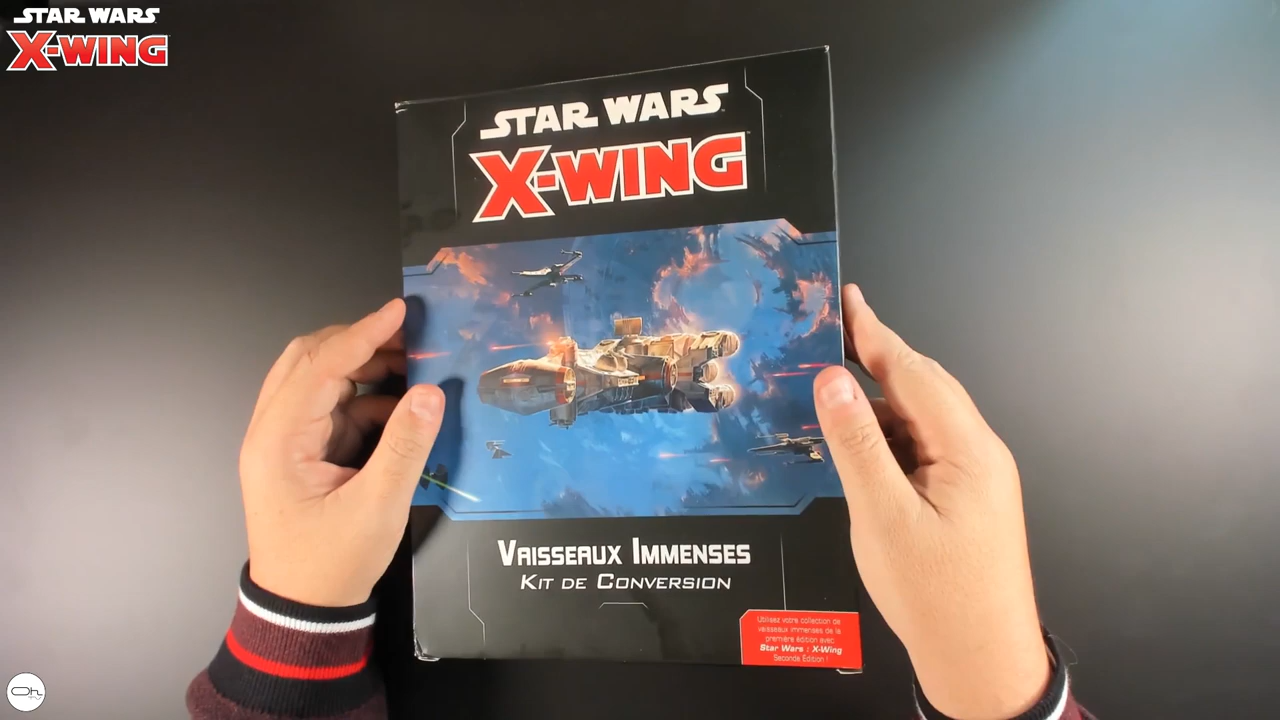 STAR WARS
X-WING
STAR WARS
X-WING
VAISSEAUX IMMENSES
KIT DE CONVERSION
Utilisez votre collection de
vaisseaux immenses de la
première édition avec
Star Wars : X-Wing
Seconde Édition !
Oh